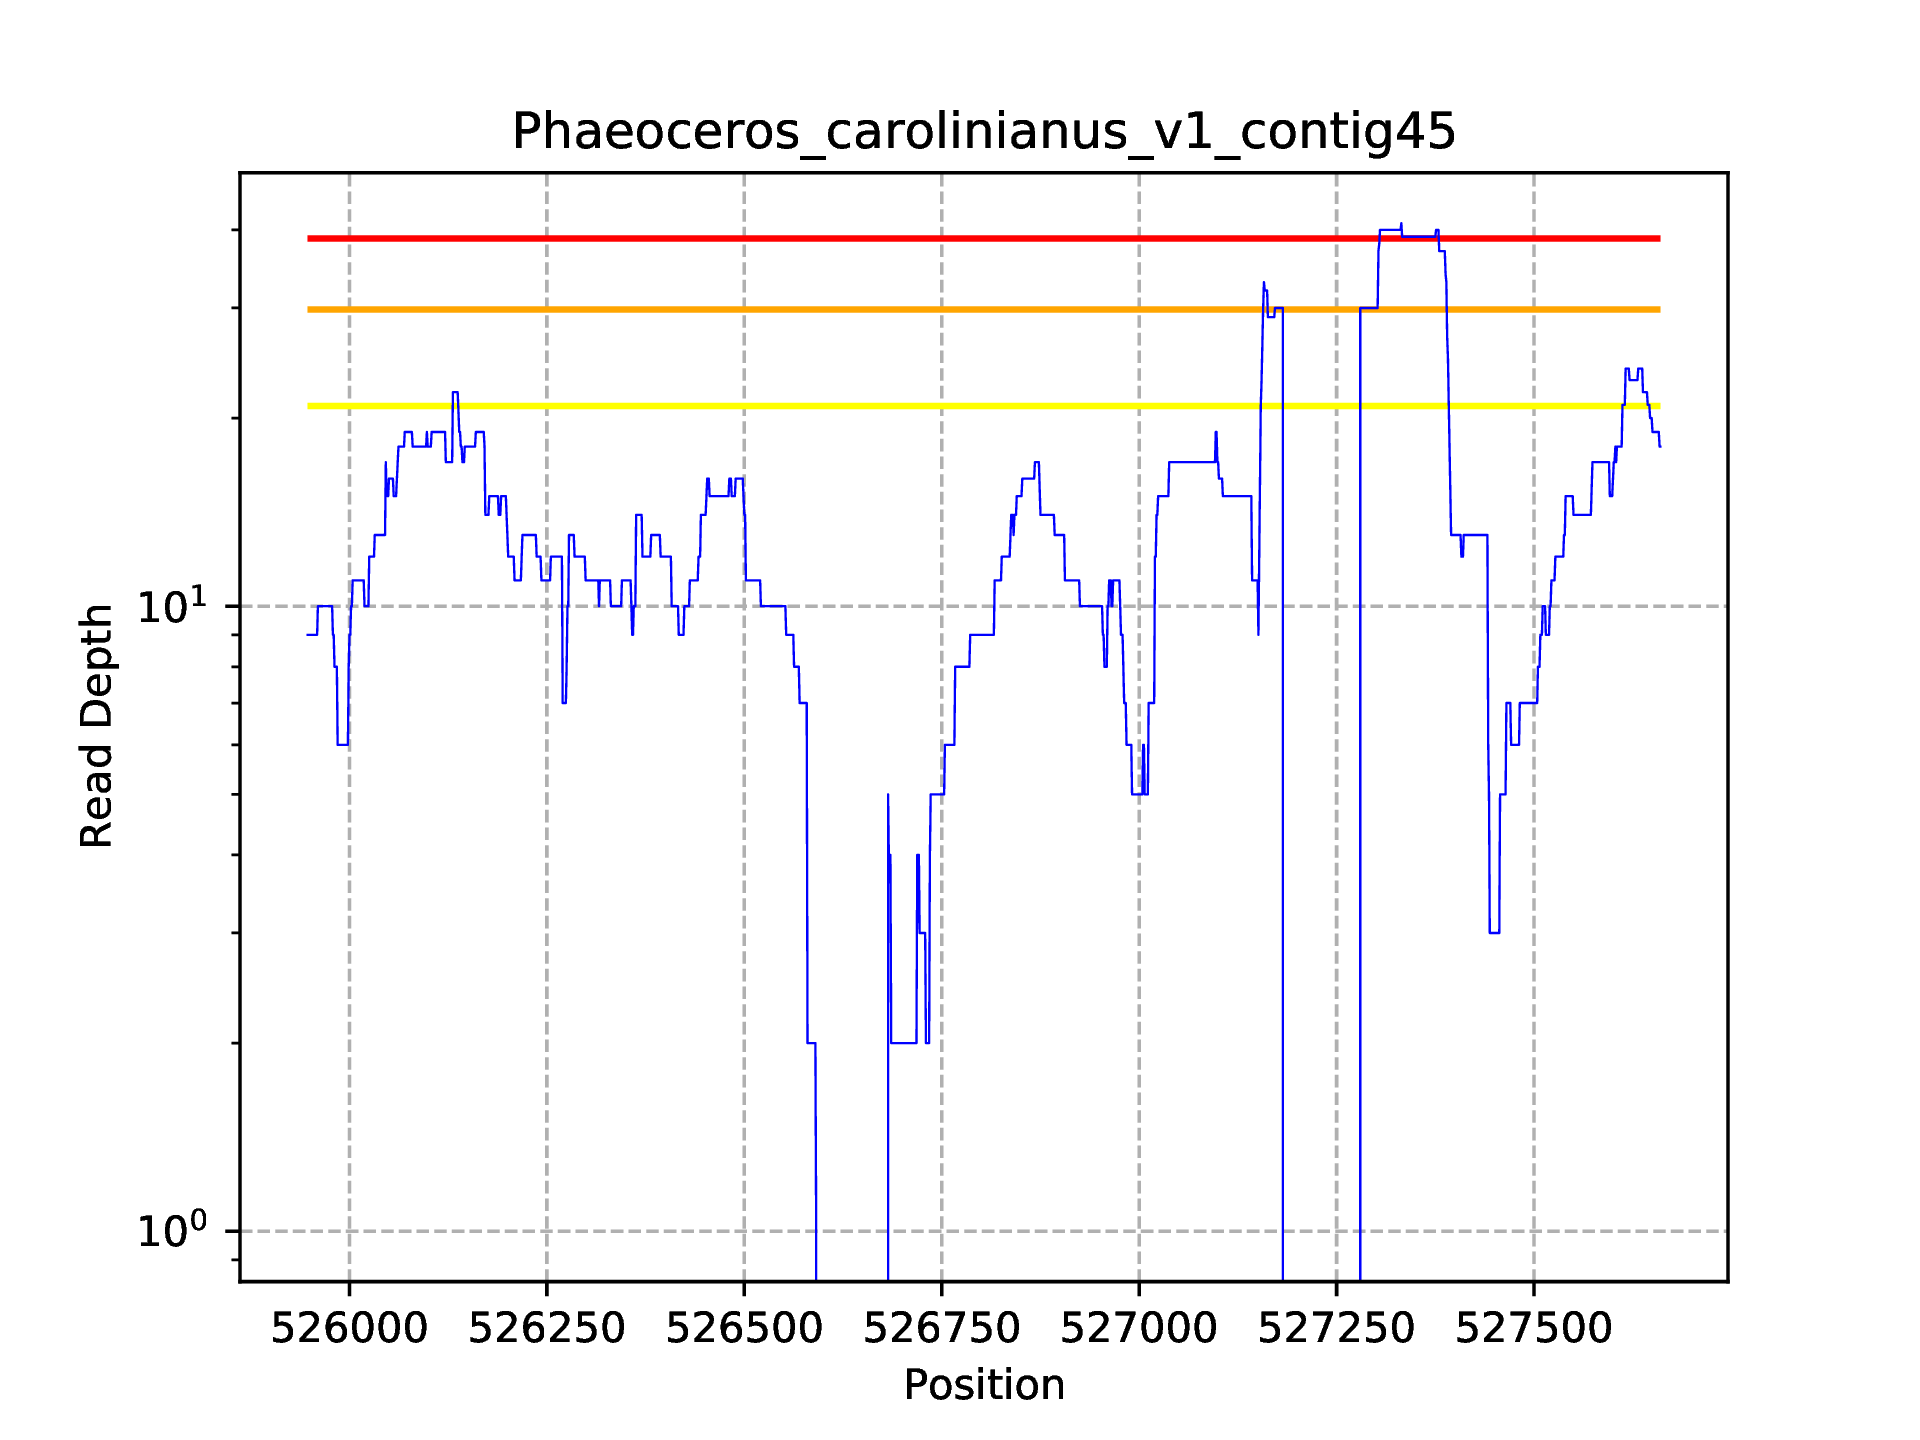 Phaeoceros_carolinianus_v1_contig45
Read Depth
10¹
10⁰
526000 526250 526500 526750 527000 527250 527500
Position